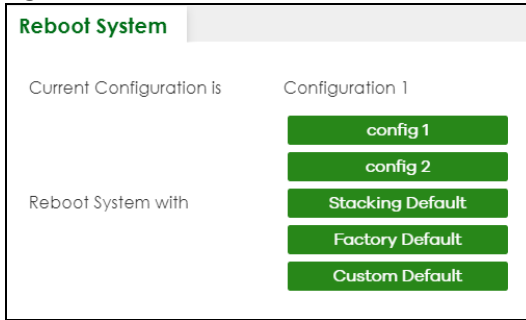 Reboot System
Current Configuration is Configuration 1
config 1
config 2
Reboot System with Stacking Default
Factory Default
Custom Default